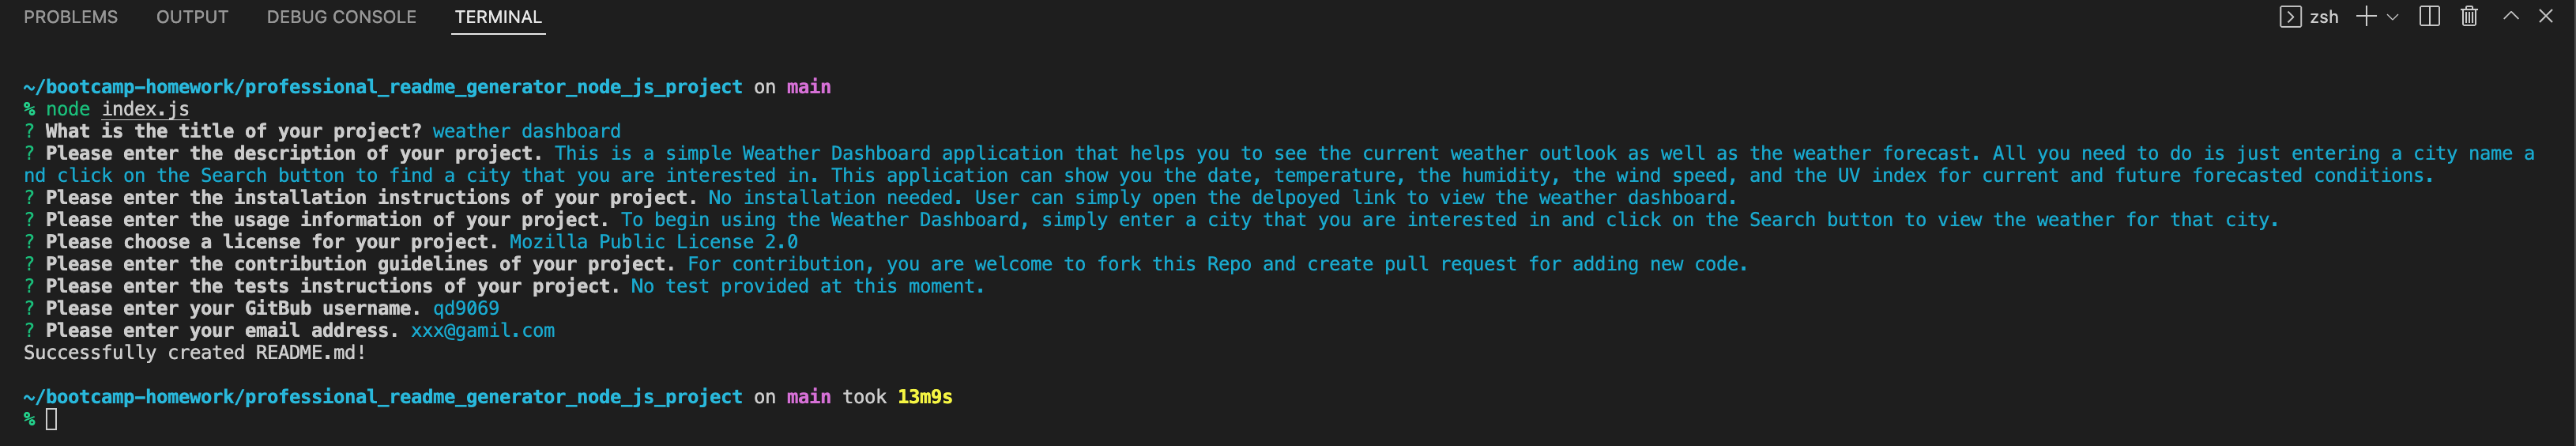 PROBLEMS OUTPUT DEBUG CONSOLE TERMINAL zsh
~/bootcamp-homework/professional_readme_generator_node_js_project on main
% node index.js
? What is the title of your project? weather dashboard
? Please enter the description of your project. This is a simple Weather Dashboard application that helps you to see the current weather outlook as well as the weather forecast. All you need to do is just entering a city name a
nd click on the Search button to find a city that you are interested in. This application can show you the date, temperature, the humidity, the wind speed, and the UV index for current and future forecasted conditions.
? Please enter the installation instructions of your project. No installation needed. User can simply open the delpoyed link to view the weather dashboard.
? Please enter the usage information of your project. To begin using the Weather Dashboard, simply enter a city that you are interested in and click on the Search button to view the weather for that city.
? Please choose a license for your project. Mozilla Public License 2.0
? Please enter the contribution guidelines of your project. For contribution, you are welcome to fork this Repo and create pull request for adding new code.
? Please enter the tests instructions of your project. No test provided at this moment.
? Please enter your GitBub username. qd9069
? Please enter your email address. xxx@gamil.com
Successfully created README.md!
~/bootcamp-homework/professional_readme_generator_node_js_project on main took 13m9s
%